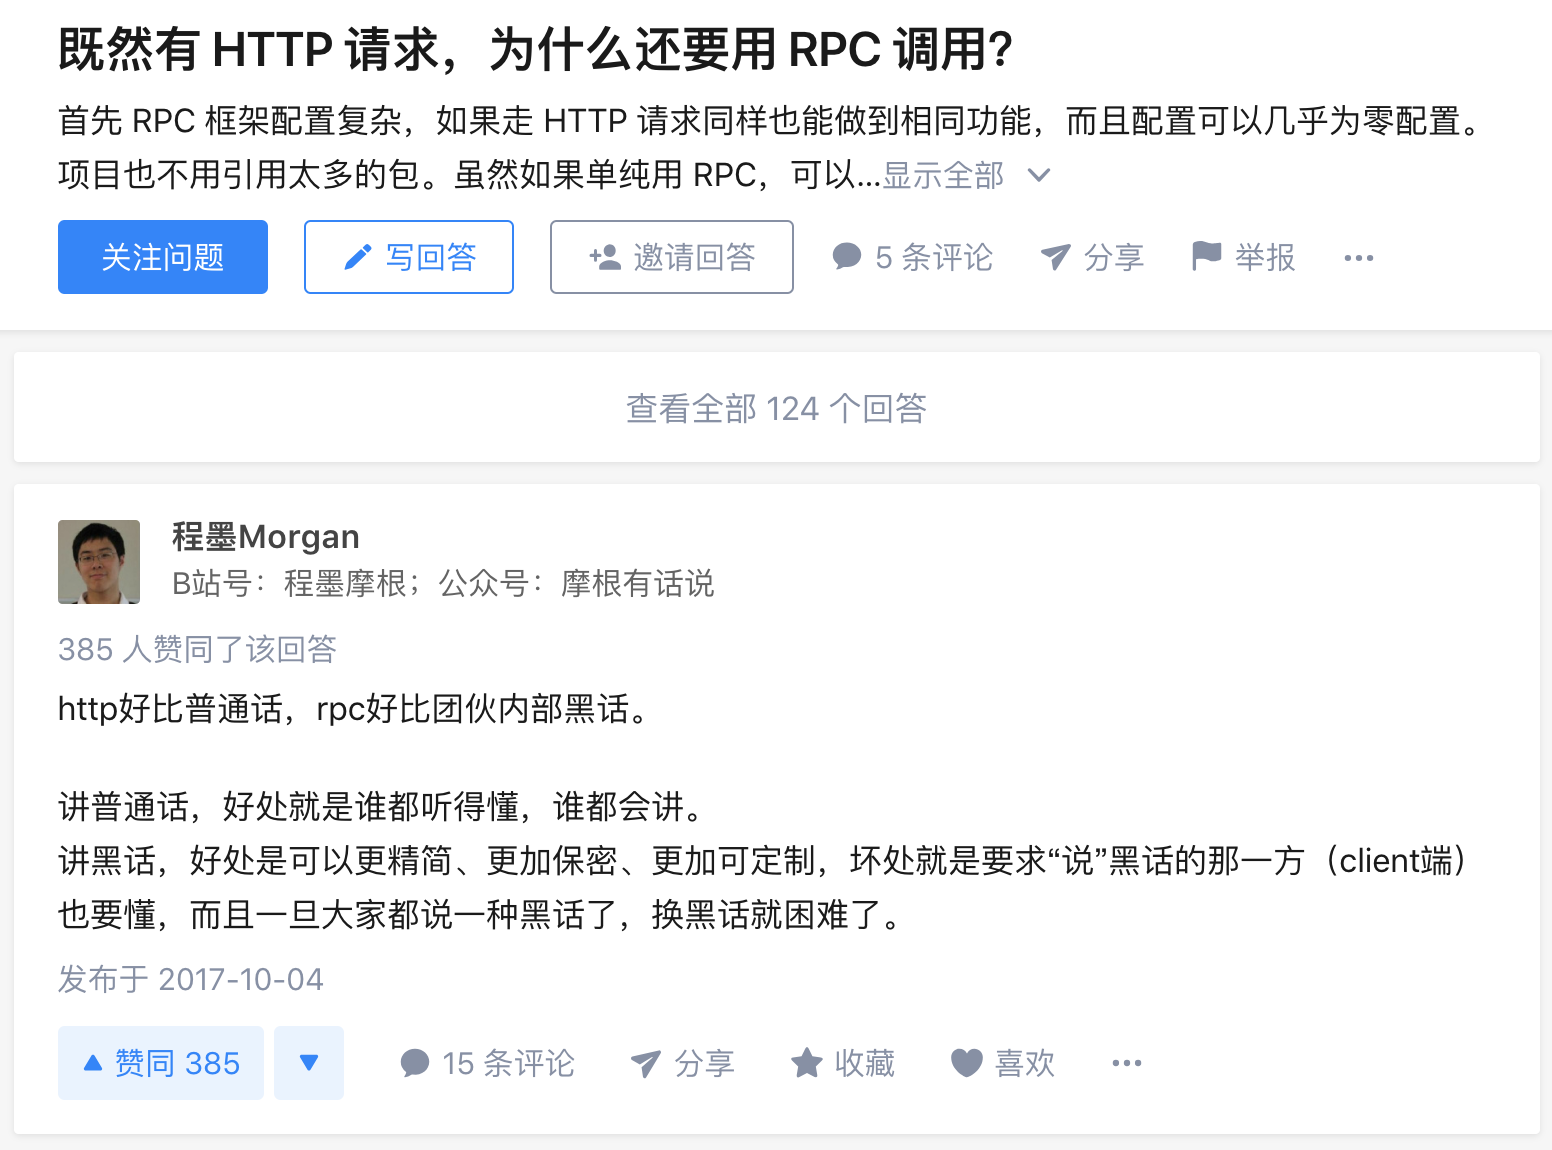 既然有 HTTP 请求，为什么还要用 RPC 调用?
首先 RPC 框架配置复杂，如果走 HTTP 请求同样也能做到相同功能，而且配置可以几乎为零配置。
项目也不用引用太多的包。虽然如果单纯用 RPC，可以...显示全部
关注问题 写回答 邀请回答 5 条评论 分享 举报 ...
查看全部 124 个回答
程墨Morgan
B站号：程墨摩根；公众号：摩根有话说
385 人赞同了该回答
http好比普通话，rpc好比团伙内部黑话。
讲普通话，好处就是谁都听得懂，谁都会讲。
讲黑话，好处是可以更精简、更加保密、更加可定制，坏处就是要求“说”黑话的那一方（client端）
也要懂，而且一旦大家都说一种黑话了，换黑话就困难了。
发布于 2017-10-04
赞同 385 15 条评论 分享 收藏 喜欢 ...